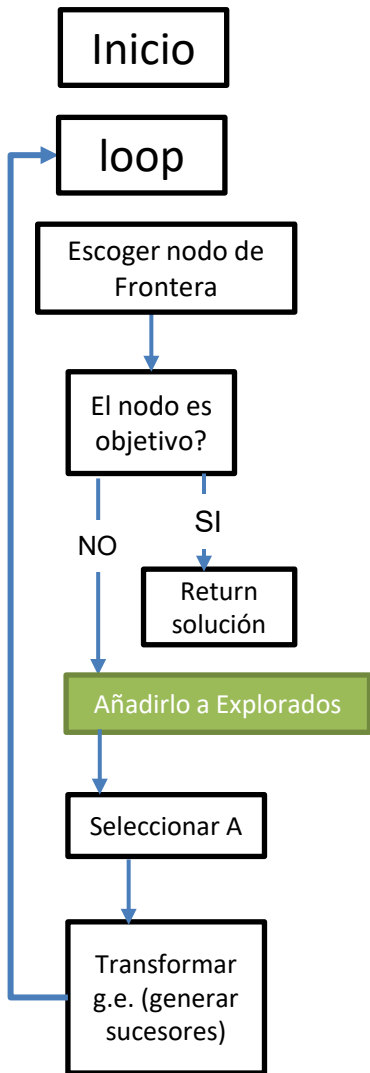 Inicio
loop
Escoger nodo de
Frontera
El nodo es
objetivo?
SI
NO
Return
solución
Añadirlo a Explorados
Seleccionar A
Transformar
g.e. (generar
sucesores)